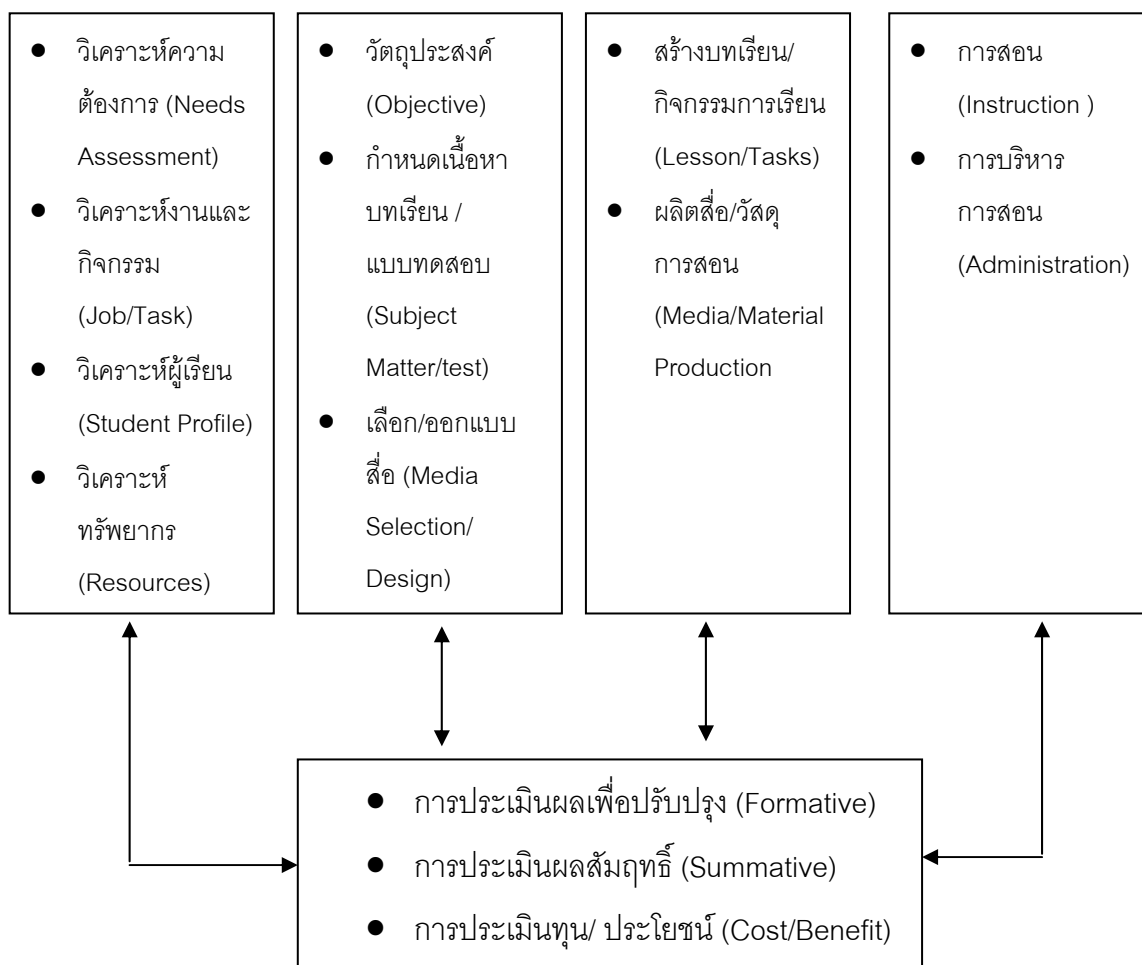 ● วิเคราะห์ความ
ต้องการ (Needs
Assessment)
● วิเคราะห์งานและ
กิจกรรม
(Job/Task)
● วิเคราะห์ผู้เรียน
(Student Profile)
● วิเคราะห์
ทรัพยากร
(Resources)
● วัตถุประสงค์
(Objective)
● กำหนดเนื้อหา
บทเรียน /
แบบทดสอบ
(Subject
Matter/test)
● เลือก/ออกแบบ
สื่อ (Media
Selection/
Design)
● สร้างบทเรียน/
กิจกรรมการเรียน
(Lesson/Tasks)
● ผลิตสื่อ/วัสดุ
การสอน
(Media/Material
Production
● การสอน
(Instruction )
● การบริหาร
การสอน
(Administration)
● การประเมินผลเพื่อปรับปรุง (Formative)
● การประเมินผลสัมฤทธิ์ (Summative)
● การประเมินทุน/ ประโยชน์ (Cost/Benefit)